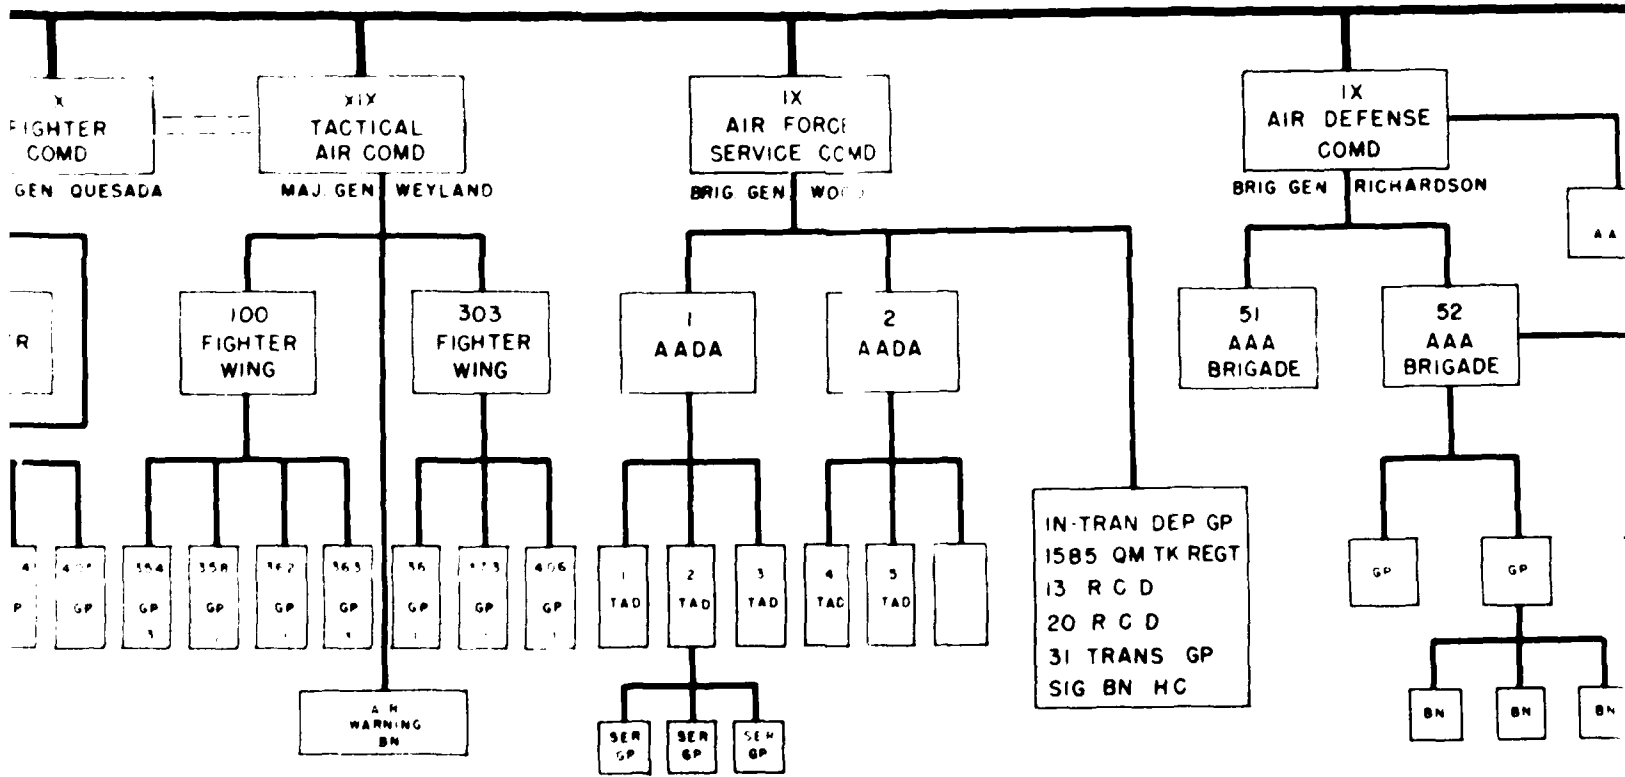 X
FIGHTER
COMD
GEN QUESADA
XIX
TACTICAL
AIR COMD
MAJ. GEN WEYLAND
IX
AIR FORCE
SERVICE COMD
BRIG. GEN
IX
AIR DEFENSE
COMD
BRIG GEN RICHARDSON
AA
100
FIGHTER
WING
303
FIGHTER
WING
1
AADA
2
AADA
51
AAA
BRIGADE
52
AAA
BRIGADE
GP
354
GP
358
GP
362
GP
363
GP
36
GP
GP
406
GP
1
TAD
2
TAD
3
TAD
4
TAD
5
TAD
IN-TRAN DEP GP
1585 QM TK REGT
13 R C D
20 R C D
31 TRANS GP
SIG BN HC
GP
GP
WARNING
BN
SER
GP
SER
GP
SER
GP
BN
BN
BN